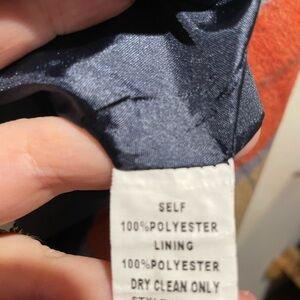 SELF
100%POLYESTER
LINING
100%POLYESTER
DRY CLEAN ONLY